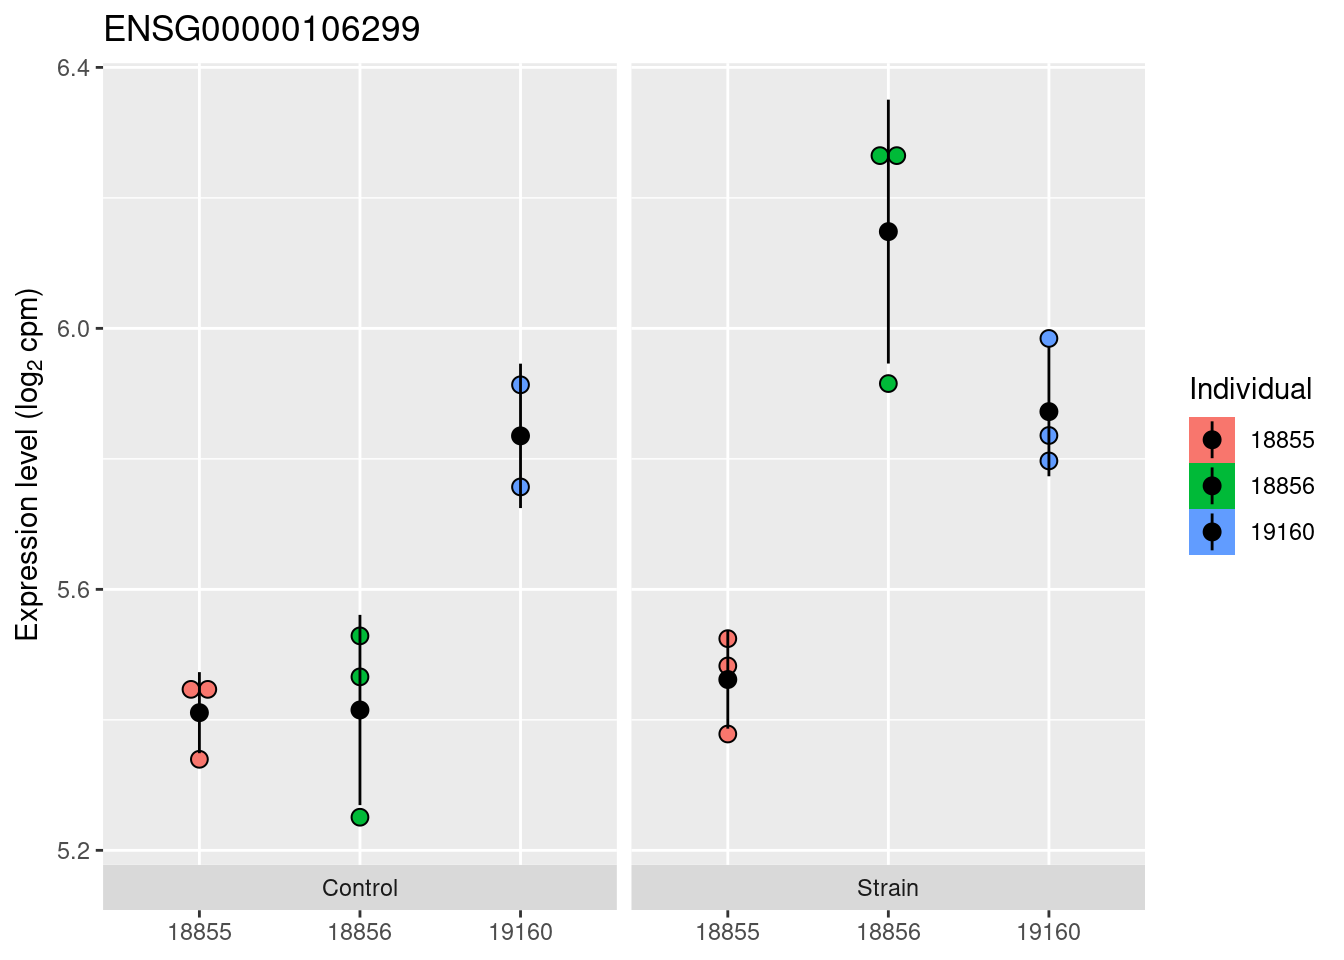 ENSG00000106299
Expression level (log₂ cpm)
6.4
6.0
5.6
5.2
Control
Strain
18855
18856
19160
18855
18856
19160
Individual
18855
18856
19160